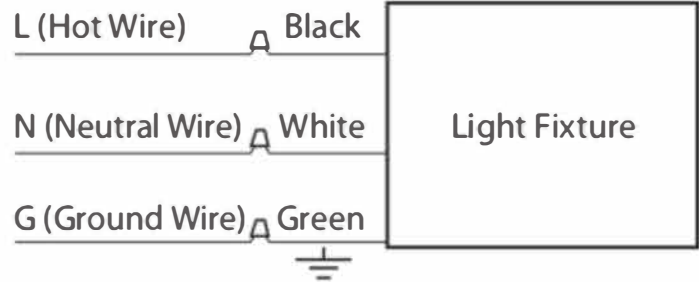 L (Hot Wire) Black
N (Neutral Wire) White Light Fixture
G (Ground Wire) Green